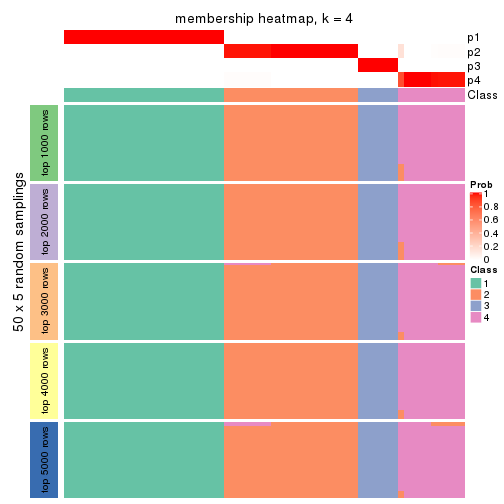 membership heatmap, k = 4
p1
p2
p3
p4
Class
50 x 5 random samplings
top 1000 rows
top 2000 rows
top 3000 rows
top 4000 rows
top 5000 rows
Prob
1
0.8
0.6
0.4
0.2
0
Class
1
2
3
4